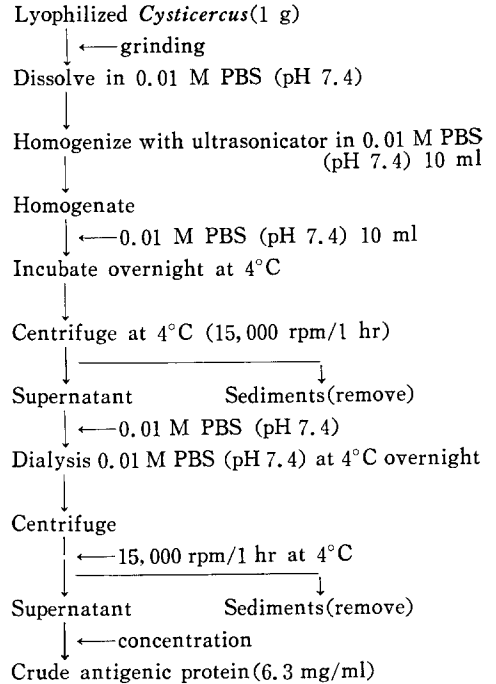 Lyophilized Cysticercus(1 g)
←grinding
Dissolve in 0.01 M PBS (pH 7.4)
Homogenize with ultrasonicator in 0.01 M PBS
(pH 7.4) 10 ml
Homogenate
←0.01 M PBS (pH 7.4) 10 ml
Incubate overnight at 4°C
Centrifuge at 4°C (15,000 rpm/1 hr)
Supernatant Sediments(remove)
←0.01 M PBS (pH 7.4)
Dialysis 0.01 M PBS (pH 7.4) at 4°C overnight
Centrifuge
←15,000 rpm/1 hr at 4°C
Supernatant Sediments(remove)
←concentration
Crude antigenic protein(6.3 mg/ml)